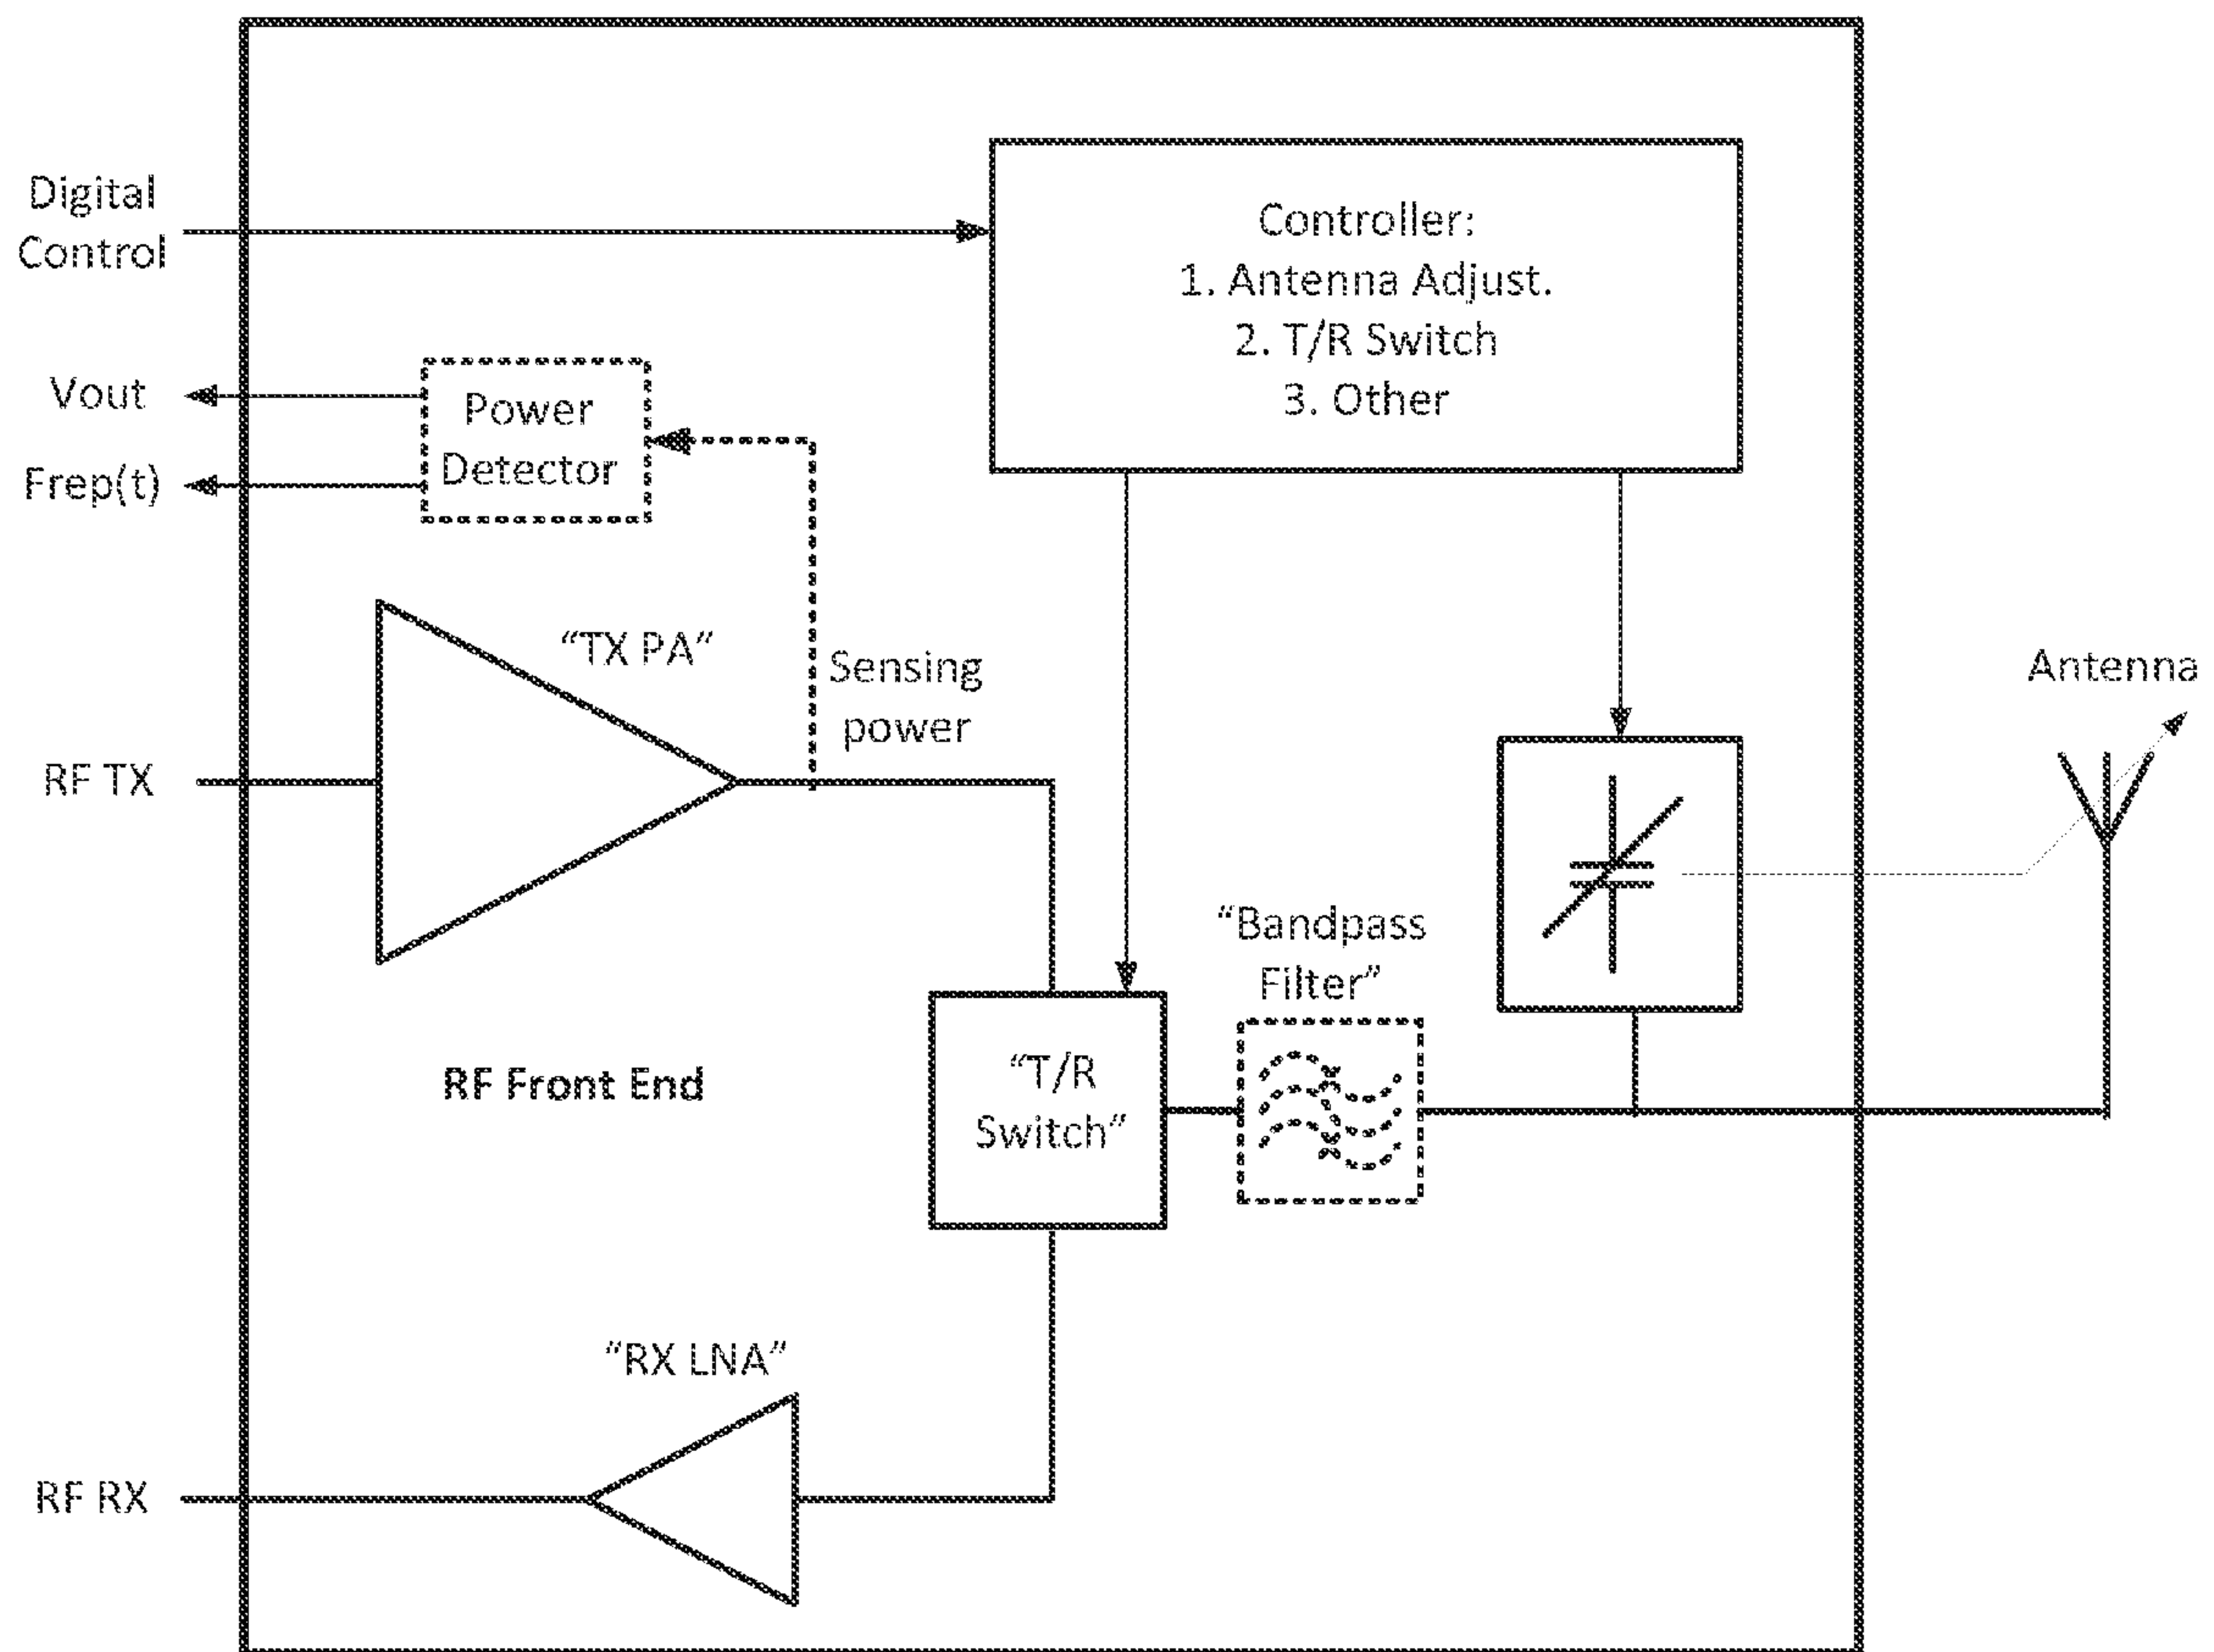 Digital
Control
Controller:
1. Antenna Adjust.
2. T/R Switch
3. Other
Vout
Frep(t)
Power
Detector
“TX PA”
Sensing
power
Antenna
RF TX
“Bandpass
Filter”
RF Front End
“T/R
Switch”
“RX LNA”
RF RX